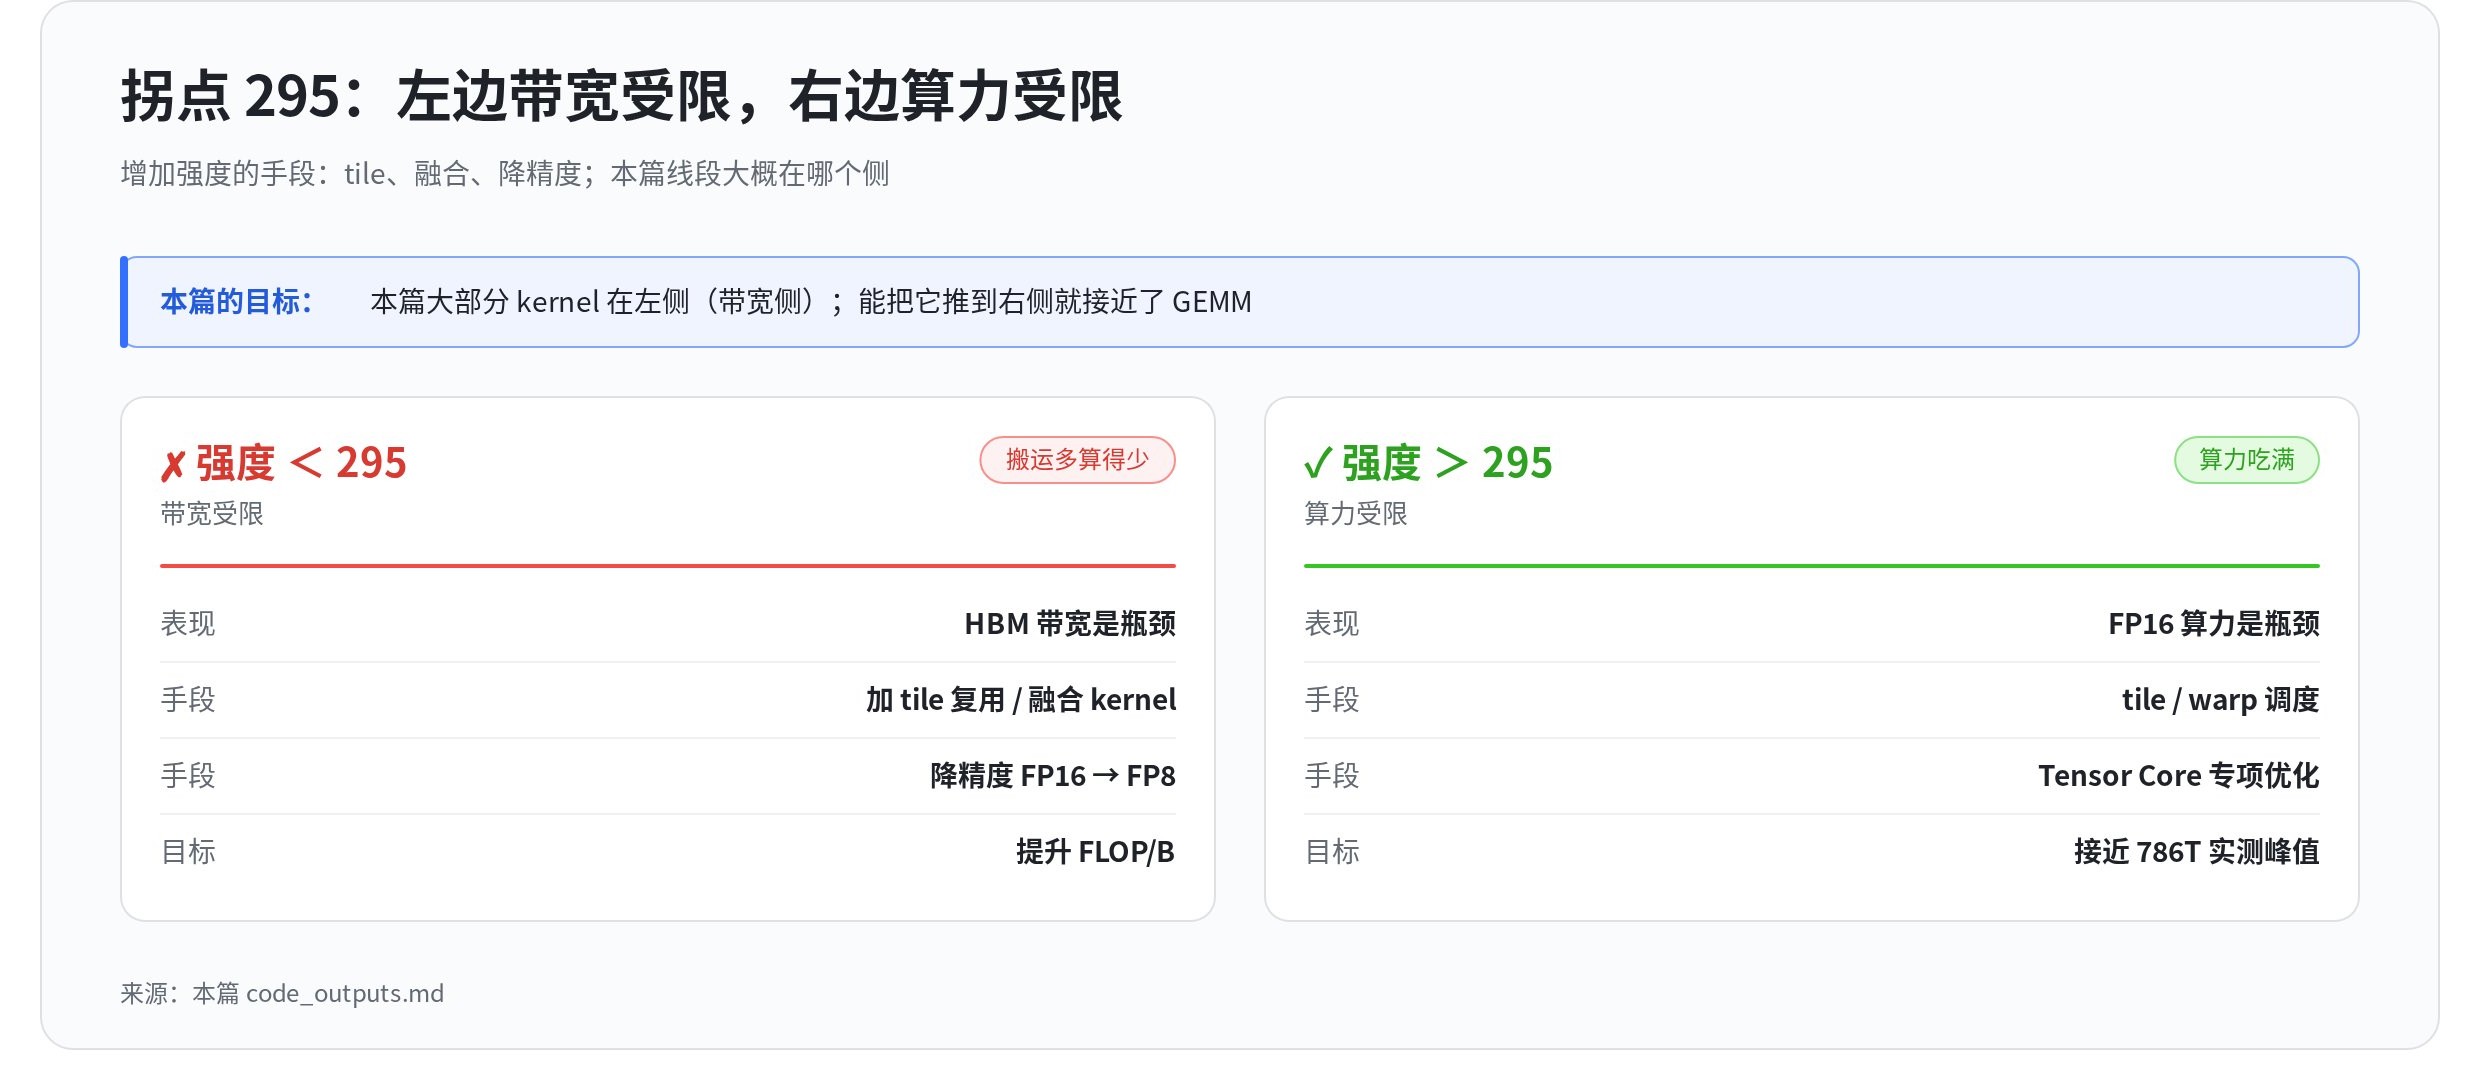 拐点 295：左边带宽受限，右边算力受限
增加强度的手段：tile、融合、降精度；本篇线段大概在哪个侧
本篇的目标： 本篇大部分 kernel 在左侧（带宽侧）；能把它推到右侧就接近了 GEMM
✗ 强度 ＜ 295
搬运多算得少
带宽受限
表现 HBM 带宽是瓶颈
手段 加 tile 复用 / 融合 kernel
手段 降精度 FP16 → FP8
目标 提升 FLOP/B
✓ 强度 ＞ 295
算力吃满
算力受限
表现 FP16 算力是瓶颈
手段 tile / warp 调度
手段 Tensor Core 专项优化
目标 接近 786T 实测峰值
来源：本篇 code_outputs.md